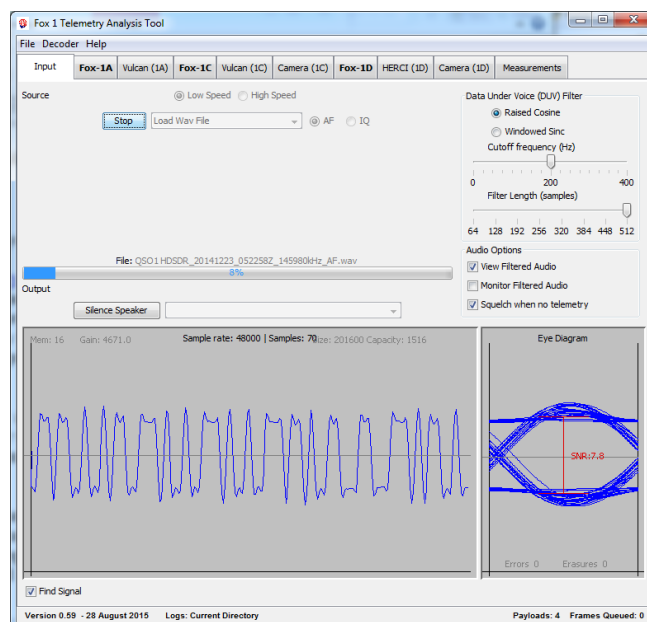 Fox 1 Telemetry Analysis Tool
File Decoder Help
Input Fox-1A Vulcan (1A) Fox-1C Vulcan (1C) Camera (1C) Fox-1D HERCI (1D) Camera (1D) Measurements
Source
Low Speed High Speed
Stop Load Wav File AF IQ
File: QSO1 HDSDR_20141223_052258Z_145980kHz_AF.wav
8%
Output
Silence Speaker
Data Under Voice (DUV) Filter
Raised Cosine
Windowed Sinc
Cutoff frequency (Hz)
0 200 400
Filter Length (samples)
64 128 192 256 320 384 448 512
Audio Options
View Filtered Audio
Monitor Filtered Audio
Squelch when no telemetry
Mem: 16 Gain: 4671.0 Sample rate: 48000 | Samples: 70 Size: 201600 Capacity: 1516
Eye Diagram
SNR:7.8
Errors 0 Erasures 0
Find Signal
Version 0.59 - 28 August 2015 Logs: Current Directory Payloads: 4 Frames Queued: 0